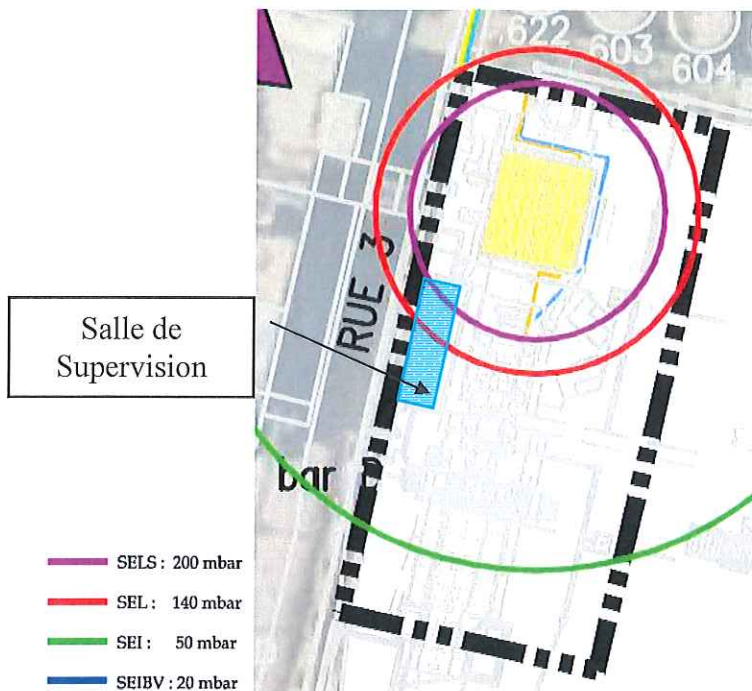 622
603
604
RUE 3
Salle de
Supervision
bar
SELS : 200 mbar
SEL : 140 mbar
SEI : 50 mbar
SEIBV : 20 mbar